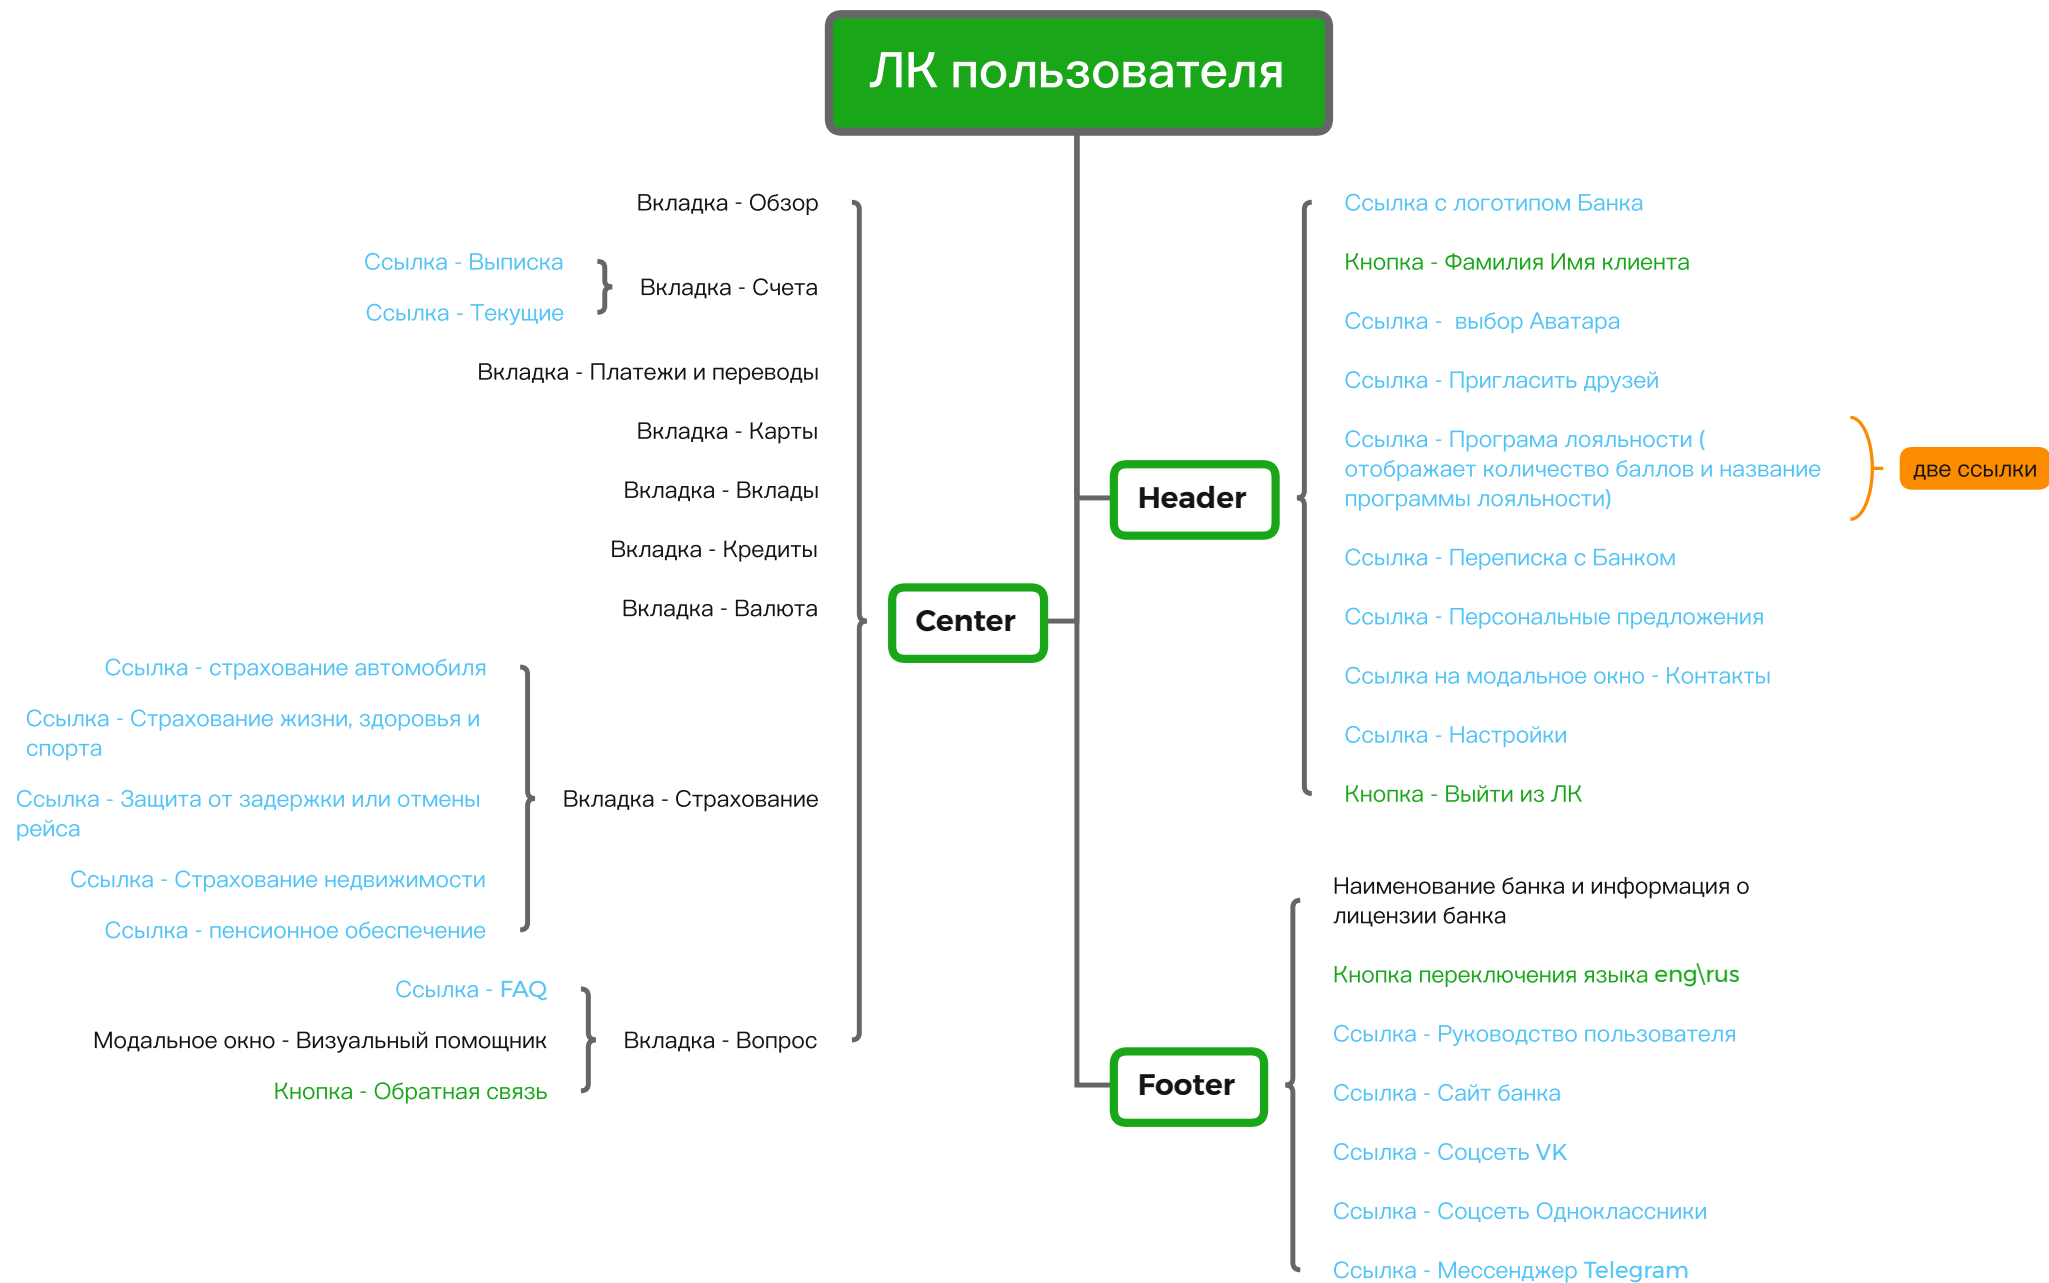 ЛК пользователя
Вкладка - Обзор
Ссылка - Выписка
Вкладка - Счета
Ссылка - Текущие
Вкладка - Платежи и переводы
Вкладка - Карты
Вкладка - Вклады
Вкладка - Кредиты
Вкладка - Валюта
Center
Ссылка - страхование автомобиля
Ссылка - Страхование жизни, здоровья и
спорта
Ссылка - Защита от задержки или отмены
рейса
Вкладка - Страхование
Ссылка - Страхование недвижимости
Ссылка - пенсионное обеспечение
Ссылка - FAQ
Модальное окно - Визуальный помощник
Вкладка - Вопрос
Кнопка - Обратная связь
Header
Ссылка с логотипом Банка
Кнопка - Фамилия Имя клиента
Ссылка -  выбор Аватара
Ссылка - Пригласить друзей
Ссылка - Програма лояльности (
отображает количество баллов и название
программы лояльности)
две ссылки
Ссылка - Переписка с Банком
Ссылка - Персональные предложения
Ссылка на модальное окно - Контакты
Ссылка - Настройки
Кнопка - Выйти из ЛК
Footer
Наименование банка и информация о
лицензии банка
Кнопка переключения языка eng\rus
Ссылка - Руководство пользователя
Ссылка - Сайт банка
Ссылка - Соцсеть VK
Ссылка - Соцсеть Одноклассники
Ссылка - Мессенджер Telegram